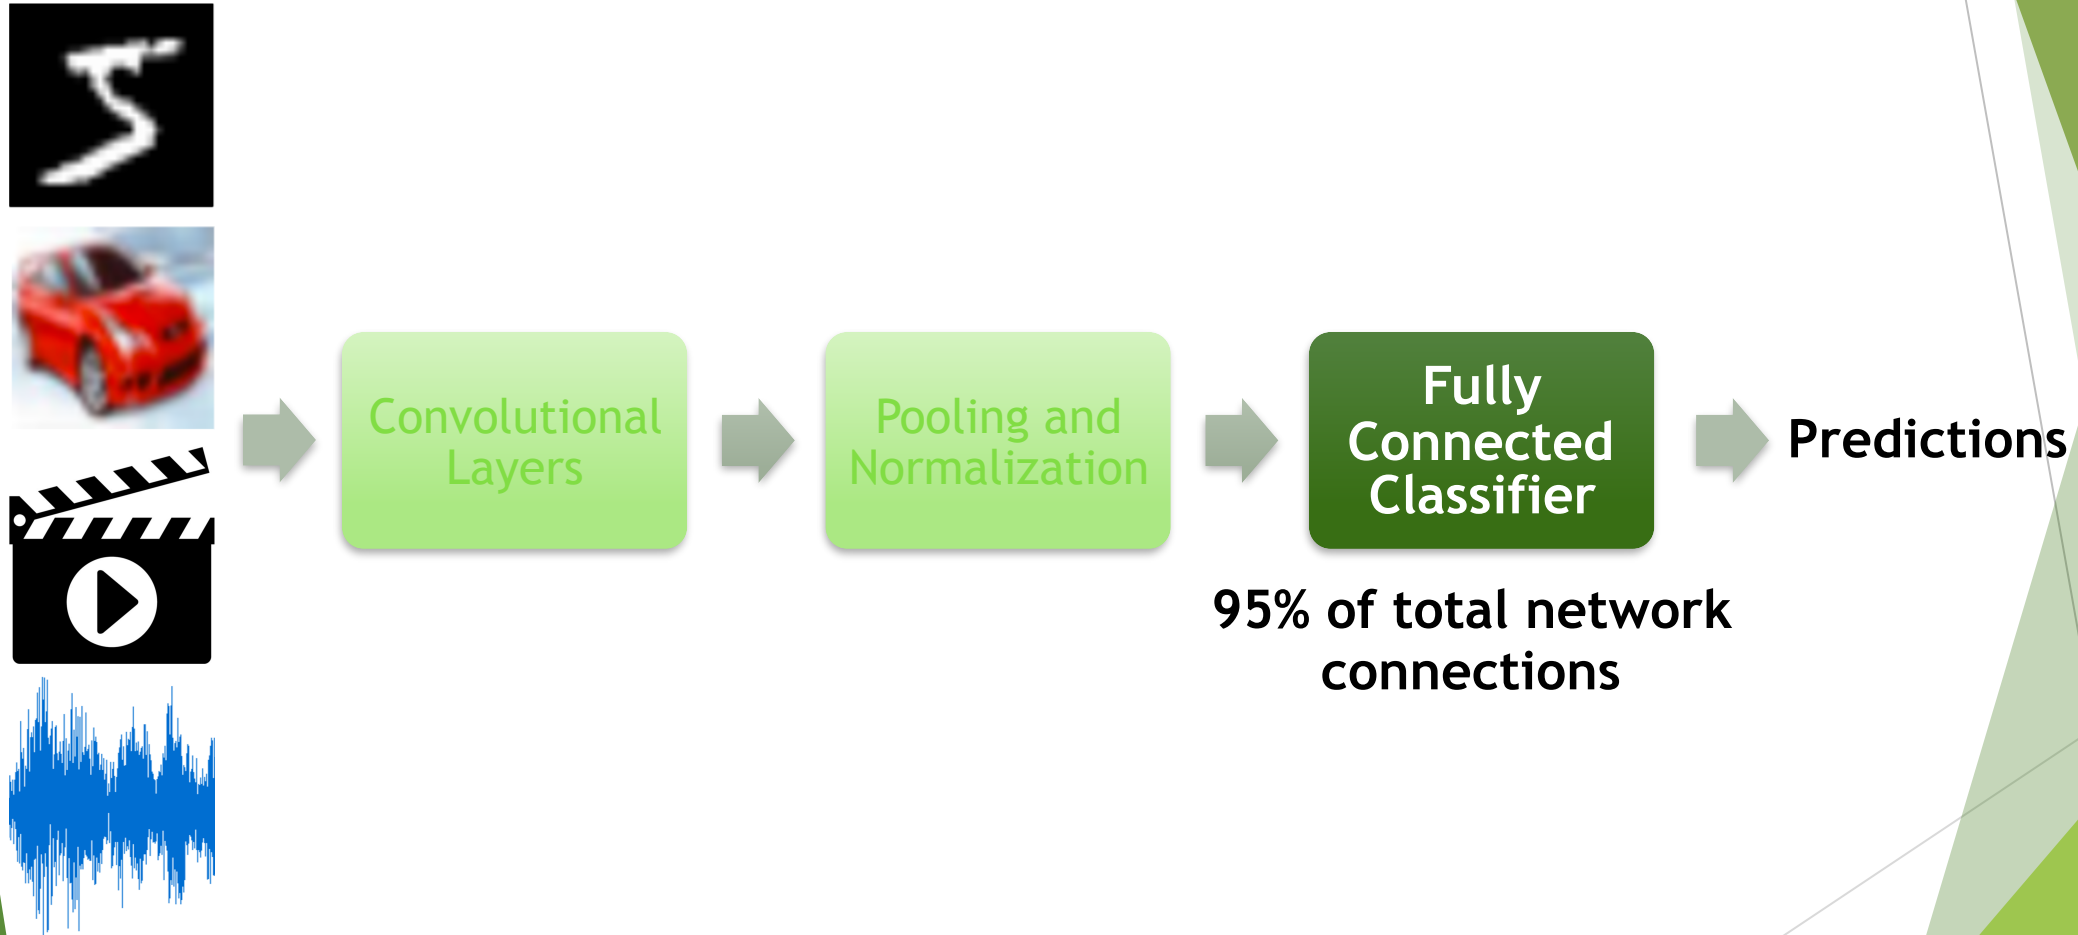 Convolutional
Layers
Pooling and
Normalization
Fully
Connected
Classifier
Predictions
95% of total network
connections